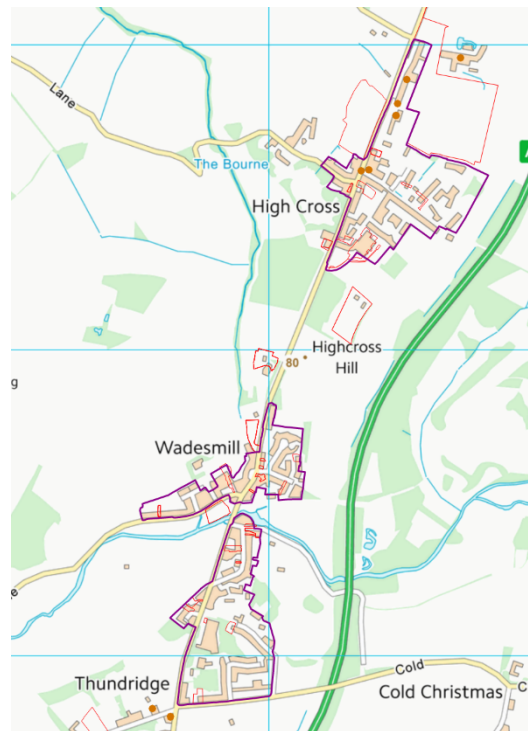 Lane
A
The Bourne
High Cross
80
Highcross
Hill
g
Wadesmill
e
Cold
Thundridge
Cold Christmas
C